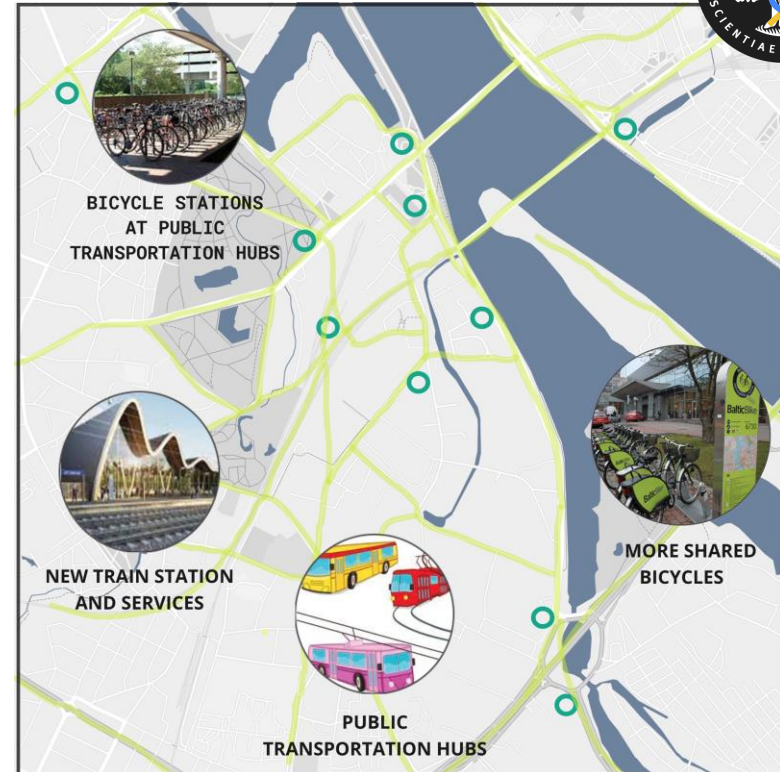 SCIENTIAE
BICYCLE STATIONS
AT PUBLIC
TRANSPORTATION HUBS
BalticBike
BalticBike
NEW TRAIN STATION
AND SERVICES
MORE SHARED
BICYCLES
PUBLIC
TRANSPORTATION HUBS